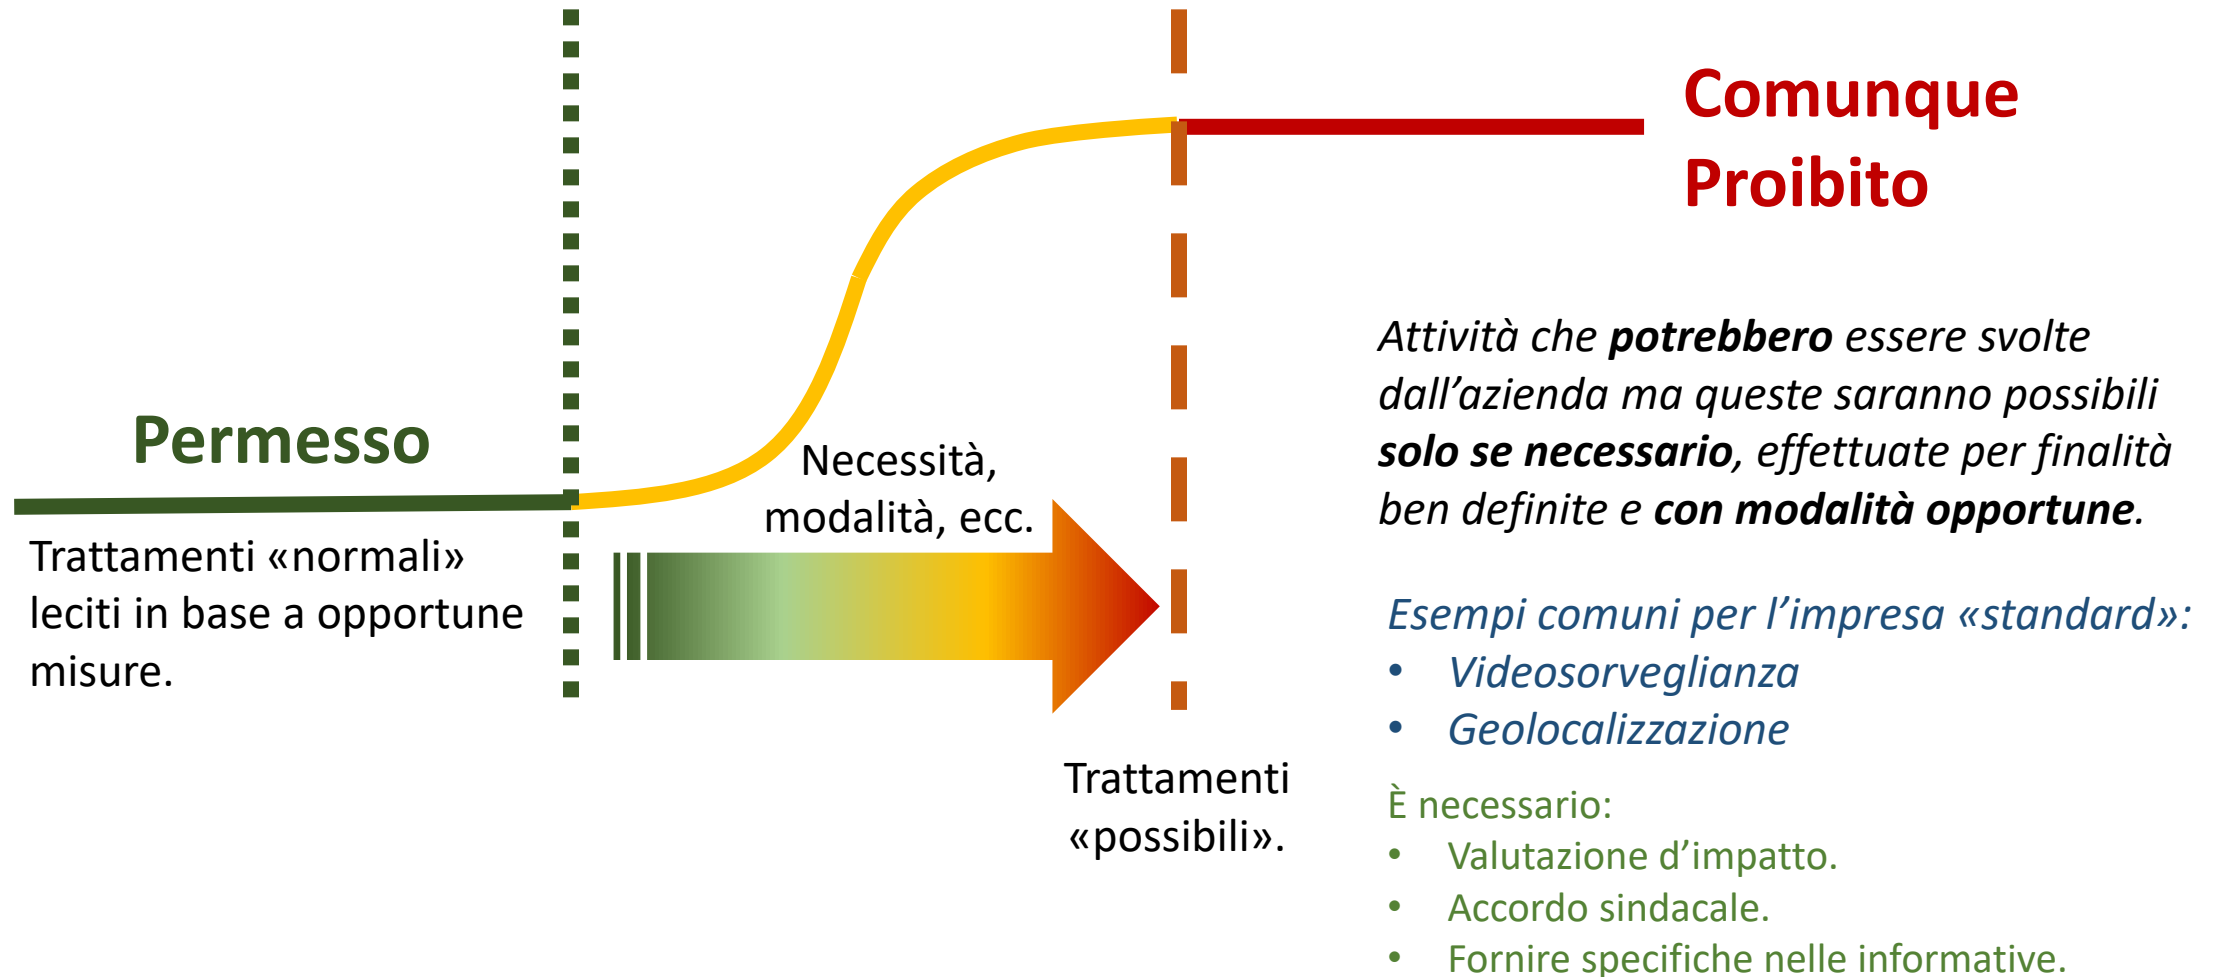 Comunque
Proibito
Permesso
Trattamenti «normali»
leciti in base a opportune
misure.
Necessità,
modalità, ecc.
Trattamenti
«possibili».
Attività che potrebbero essere svolte
dall’azienda ma queste saranno possibili
solo se necessario, effettuate per finalità
ben definite e con modalità opportune.
Esempi comuni per l’impresa «standard»:
• Videosorveglianza
• Geolocalizzazione
È necessario:
• Valutazione d’impatto.
• Accordo sindacale.
• Fornire specifiche nelle informative.